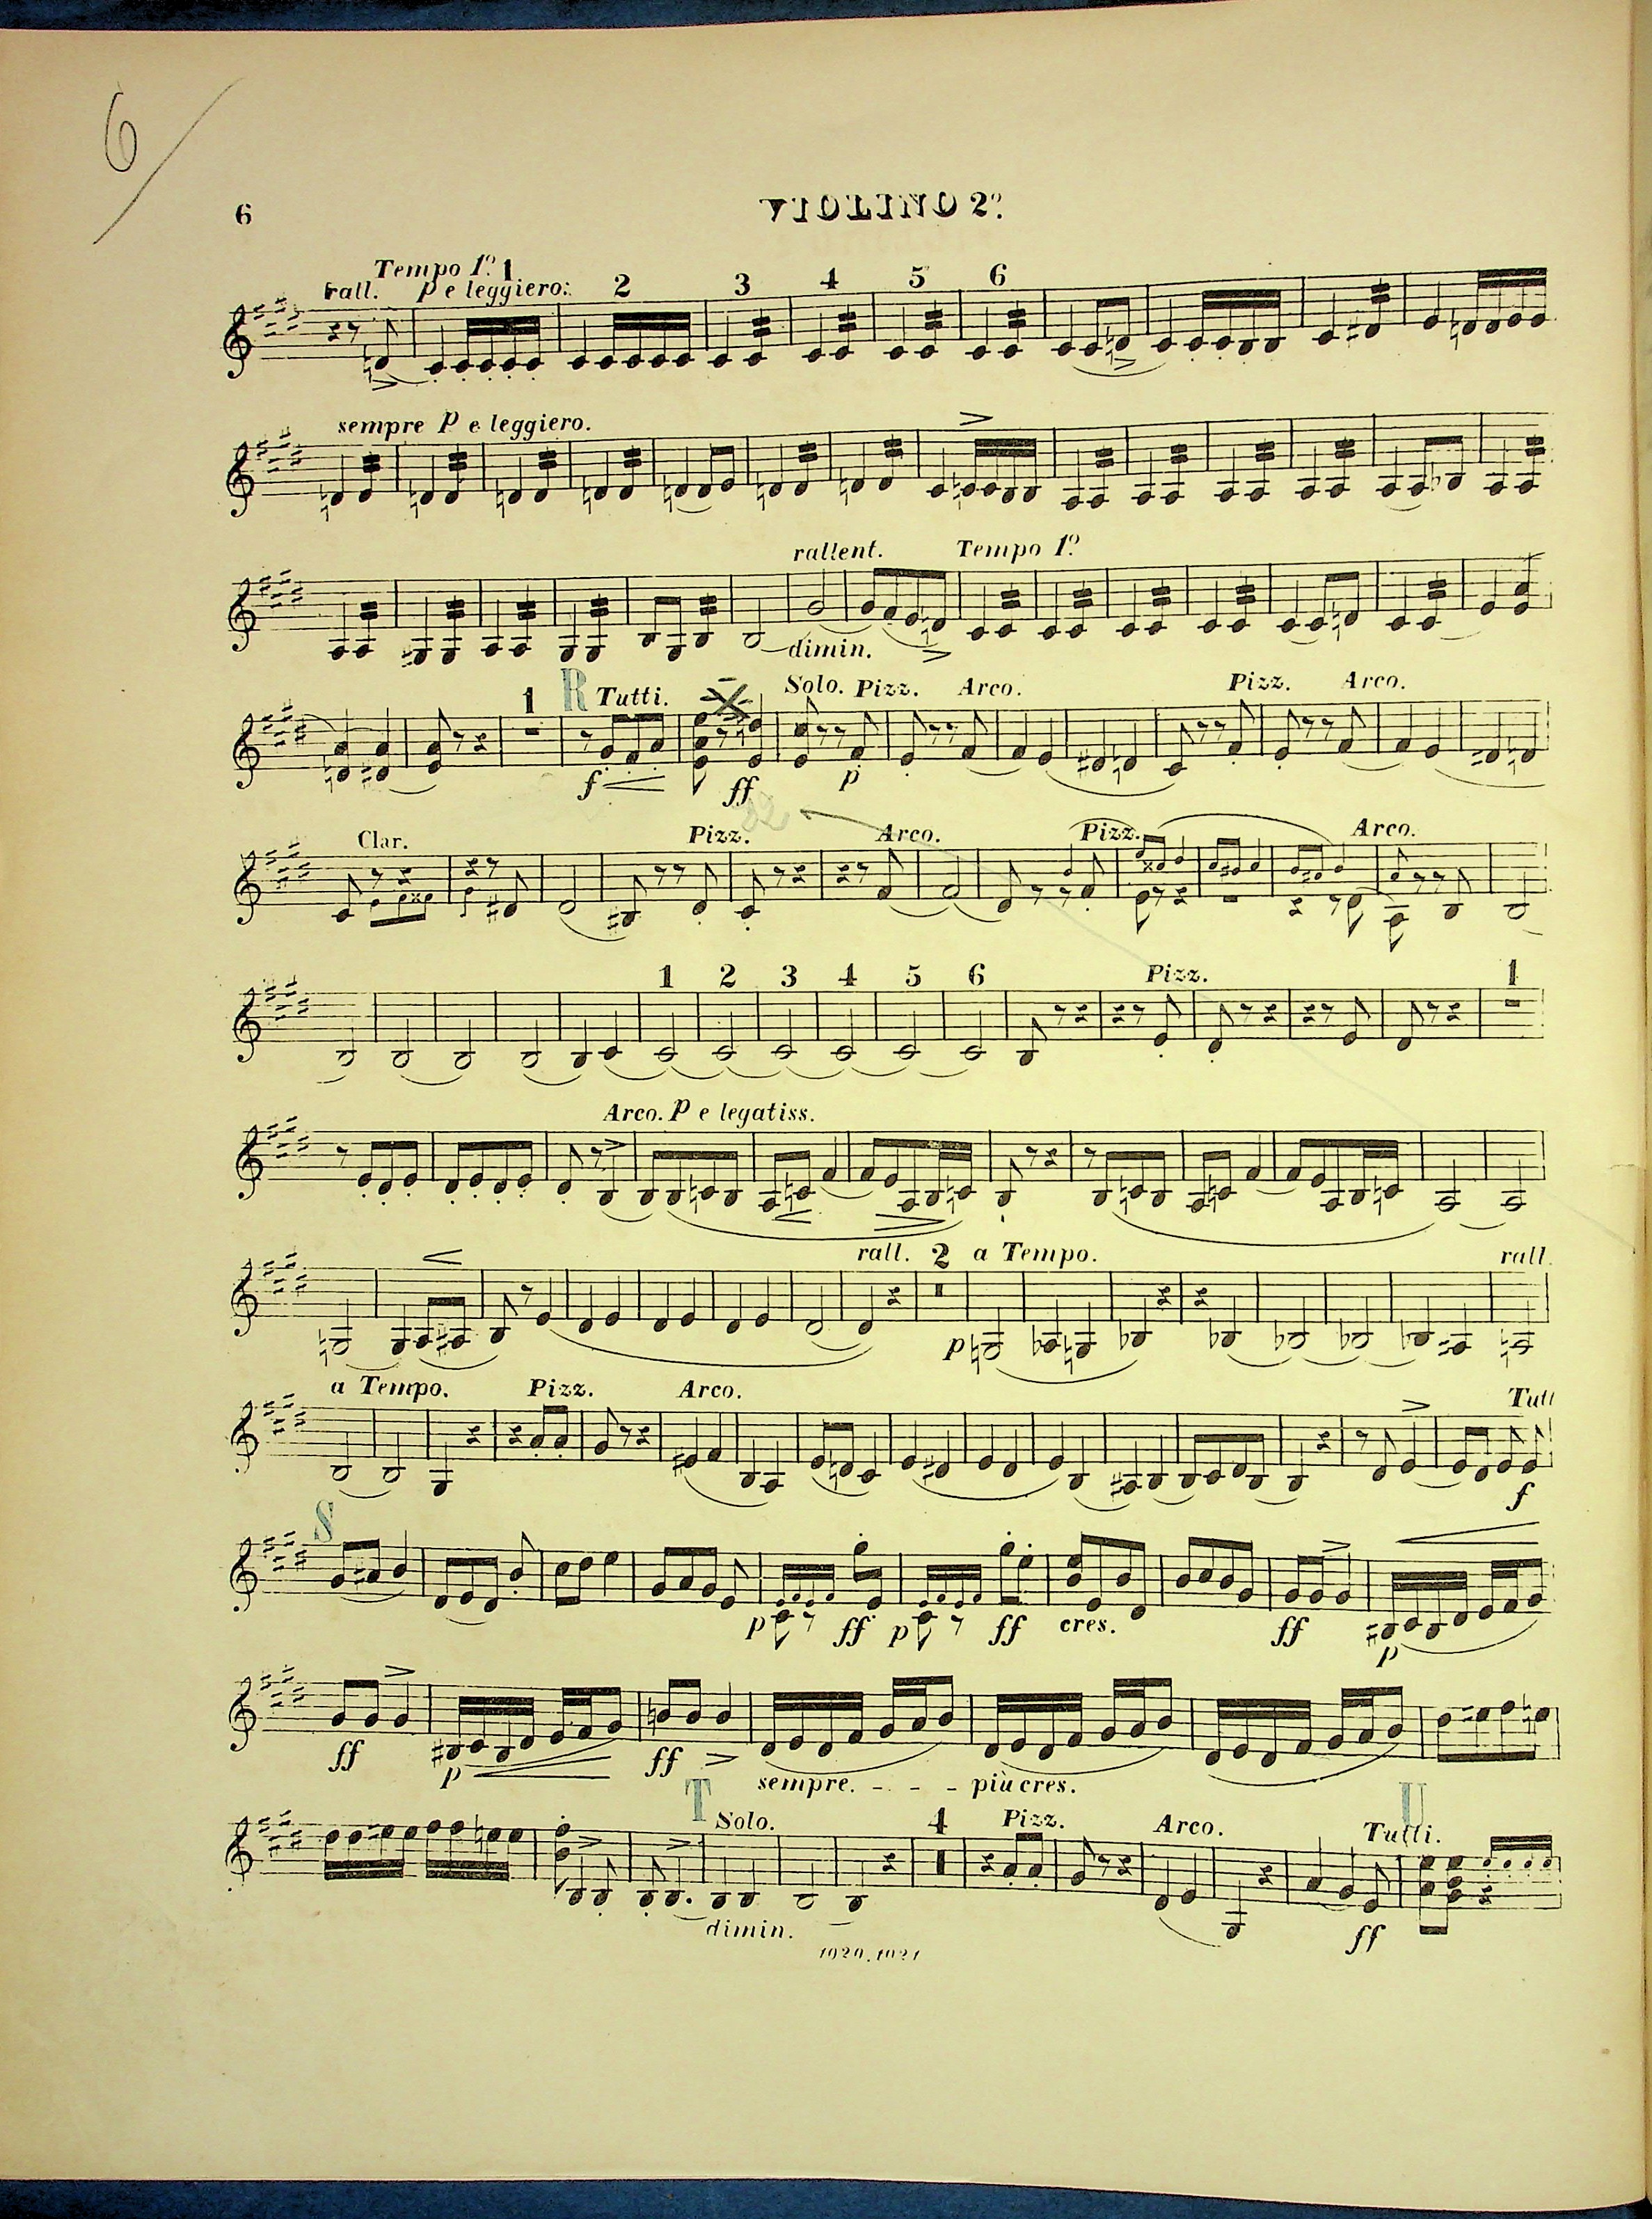 6
6
VIOLINO 2º.
Tempo 1º. 1
rall. p e leggiero. 2 3 4 5 6
sempre p e leggiero.
rallent. Tempo 1º
dimin.
1 R Tutti. Solo. Pizz. Arco. Pizz. Arco.
f ff p
Clar. Pizz. Arco. Pizz. Arco.
1 2 3 4 5 6 Pizz. 1
Arco. p e legatiss.
rall. 2 a Tempo. rall.
p
a Tempo. Pizz. Arco. Tutt
f
S
p ff p ff cres. ff p
ff p ff sempre. - - - più cres.
T Solo. 4 Pizz. Arco. U Tutti.
dimin. ff
1020.1021